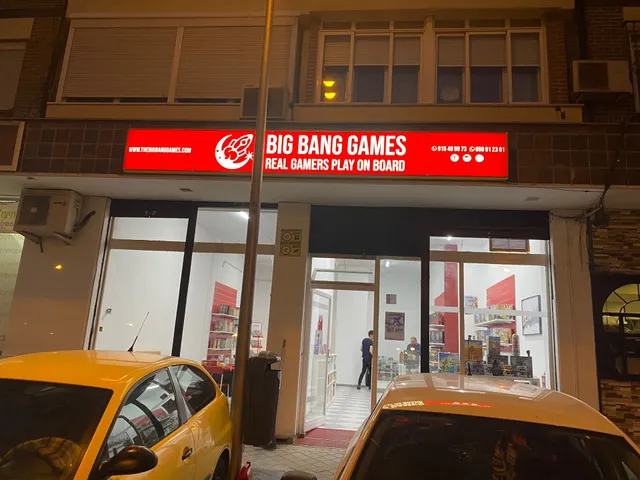 WWW.THEBIGBANGGAMES.COM
BIG BANG GAMES
REAL GAMERS PLAY ON BOARD